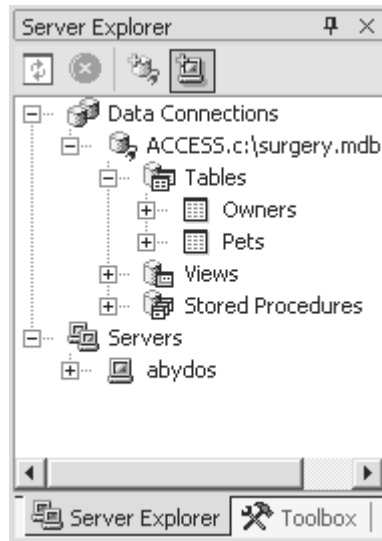 Server Explorer
Data Connections
ACCESS.c:\surgery.mdb
Tables
Owners
Pets
Views
Stored Procedures
Servers
abydos
Server Explorer
Toolbox